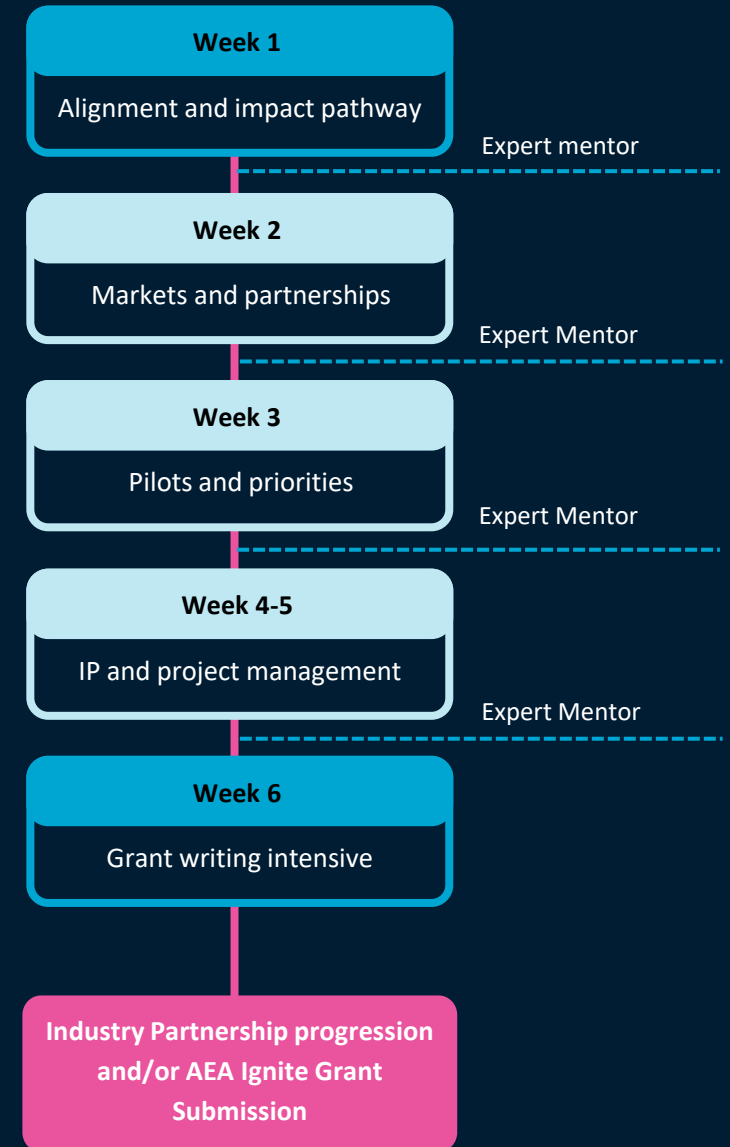 Week 1
Alignment and impact pathway
Expert mentor
Week 2
Markets and partnerships
Expert Mentor
Week 3
Pilots and priorities
Expert Mentor
Week 4-5
IP and project management
Expert Mentor
Week 6
Grant writing intensive
Industry Partnership progression
and/or AEA Ignite Grant
Submission